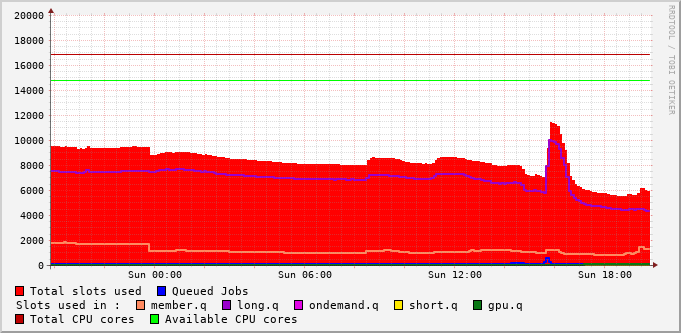 20000
18000
16000
14000
12000
10000
8000
6000
4000
2000
0
Sun 00:00 Sun 06:00 Sun 12:00 Sun 18:00
RRDTOOL / TOBI OETIKER
Total slots used Queued Jobs
Slots used in : member.q long.q ondemand.q short.q gpu.q
Total CPU cores Available CPU cores